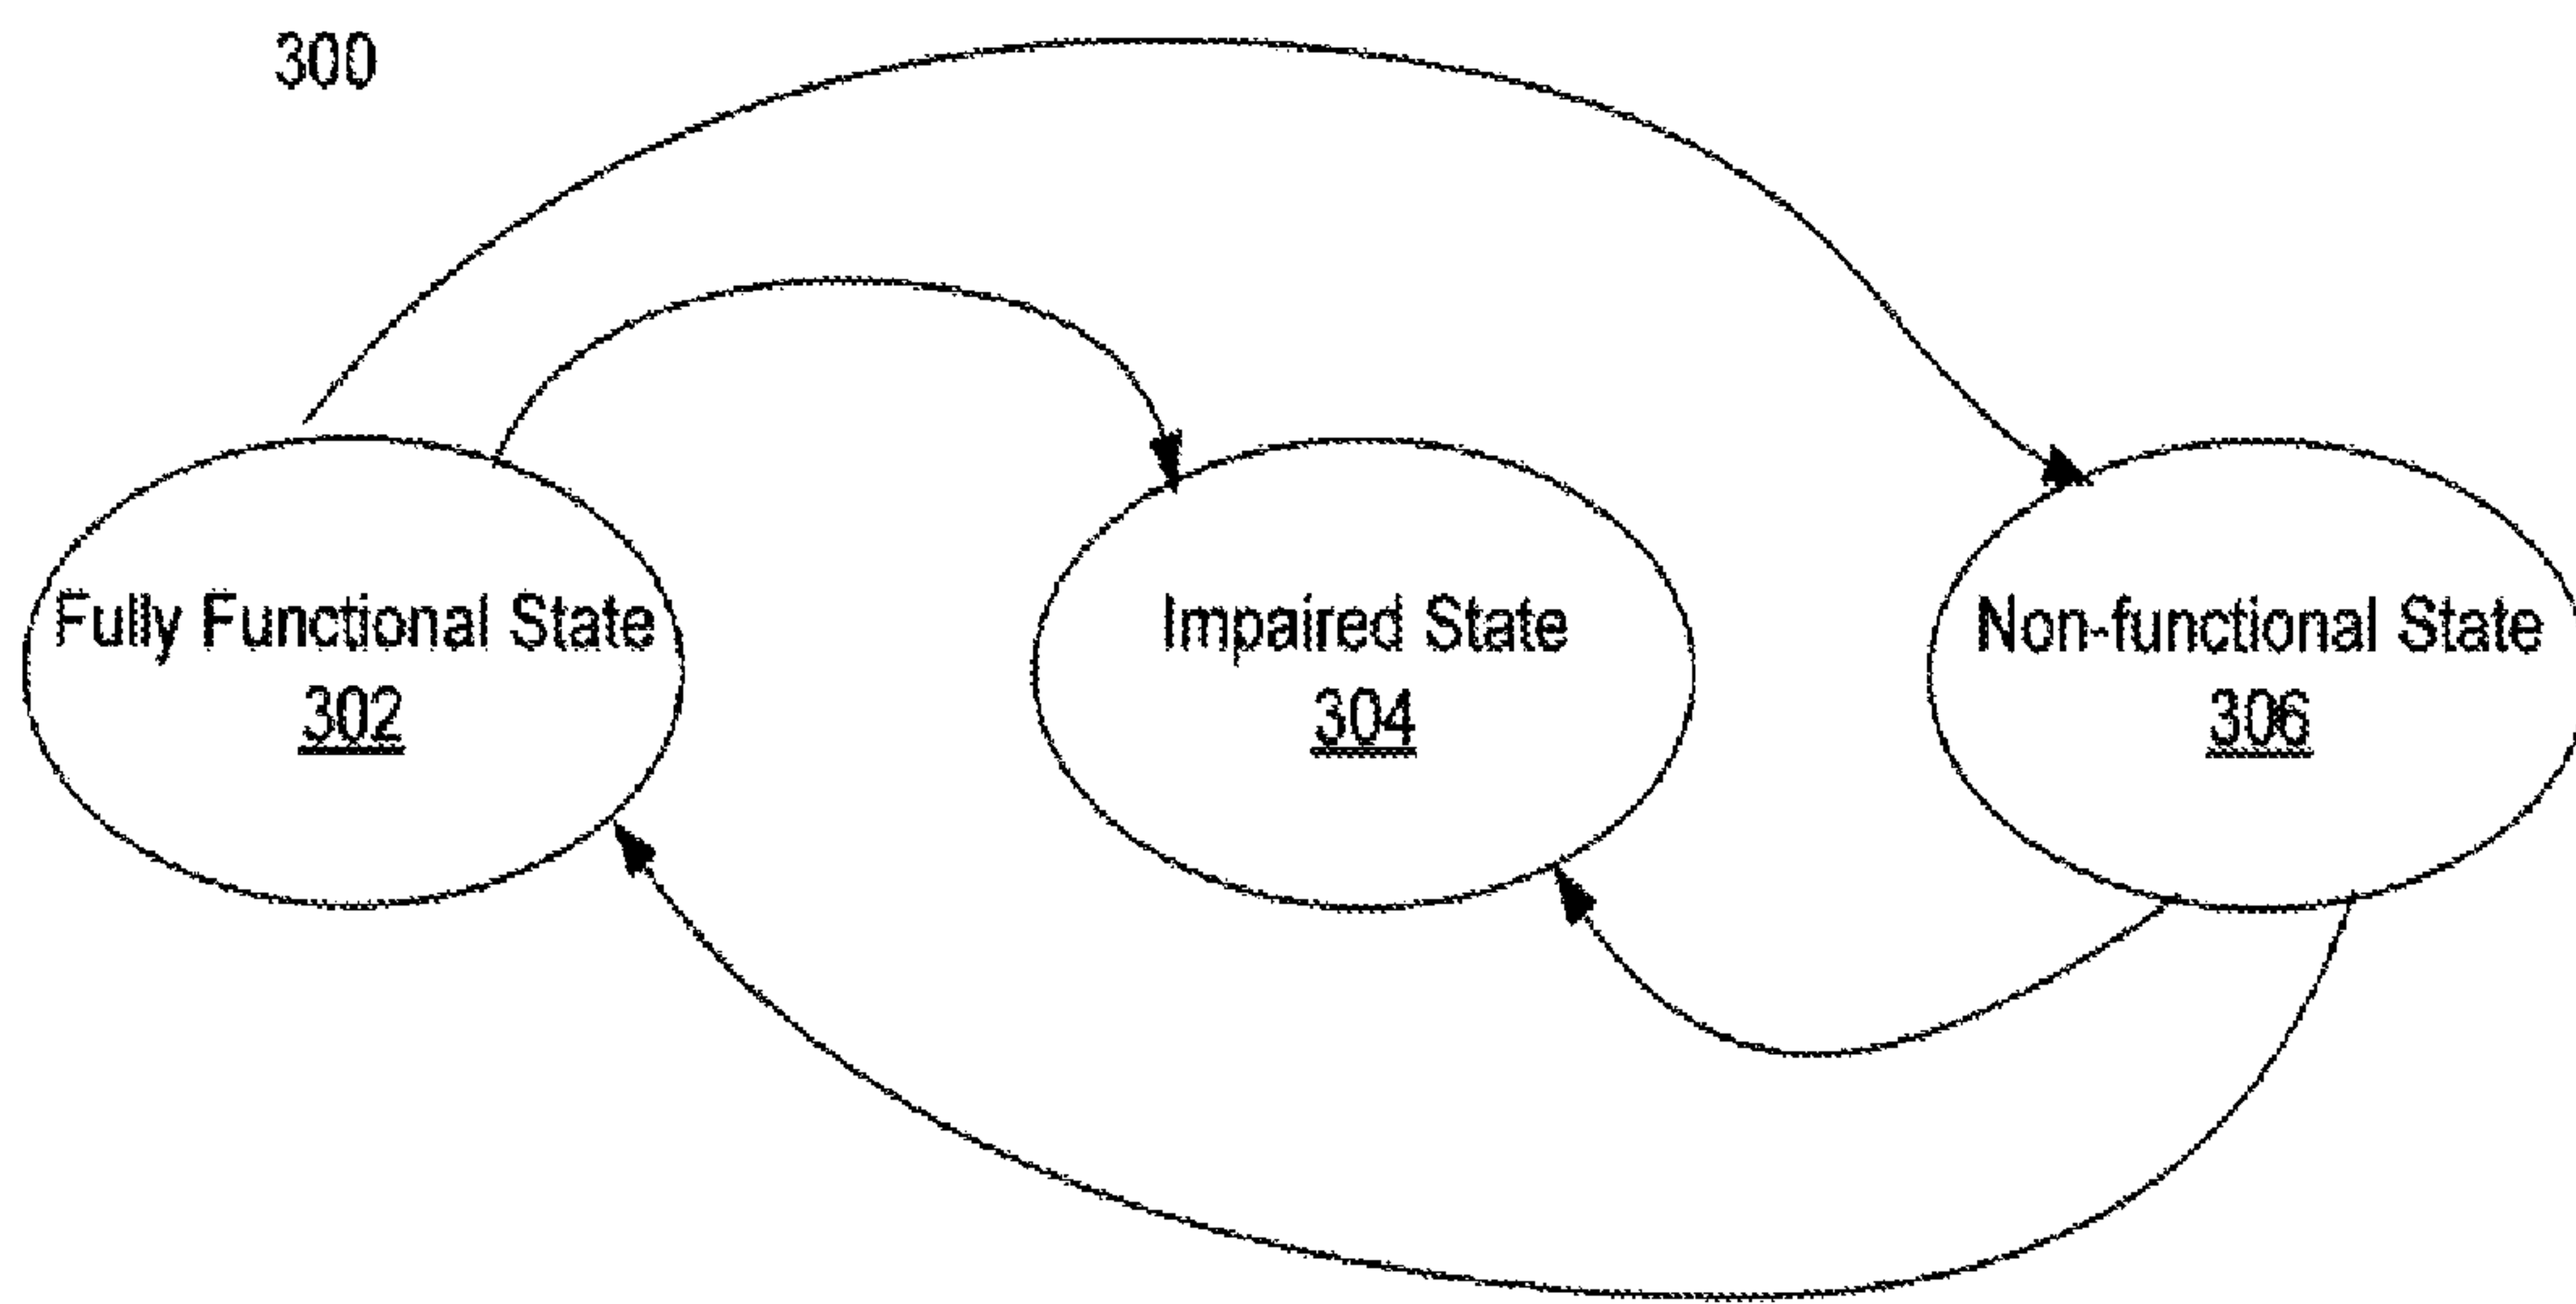 300
Fully Functional State
302
Impaired State
304
Non-functional State
306